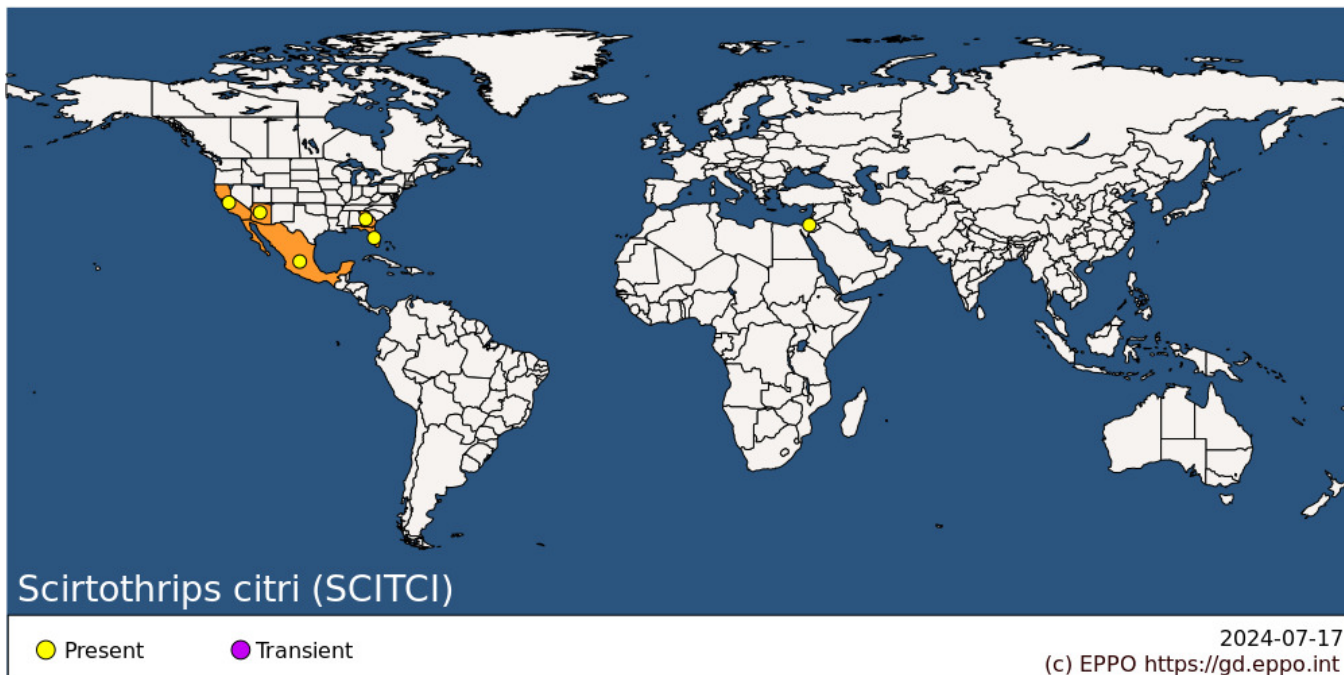 Scirtothrips citri (SCITCI)
Present
Transient
2024-07-17
(c) EPPO https://gd.eppo.int